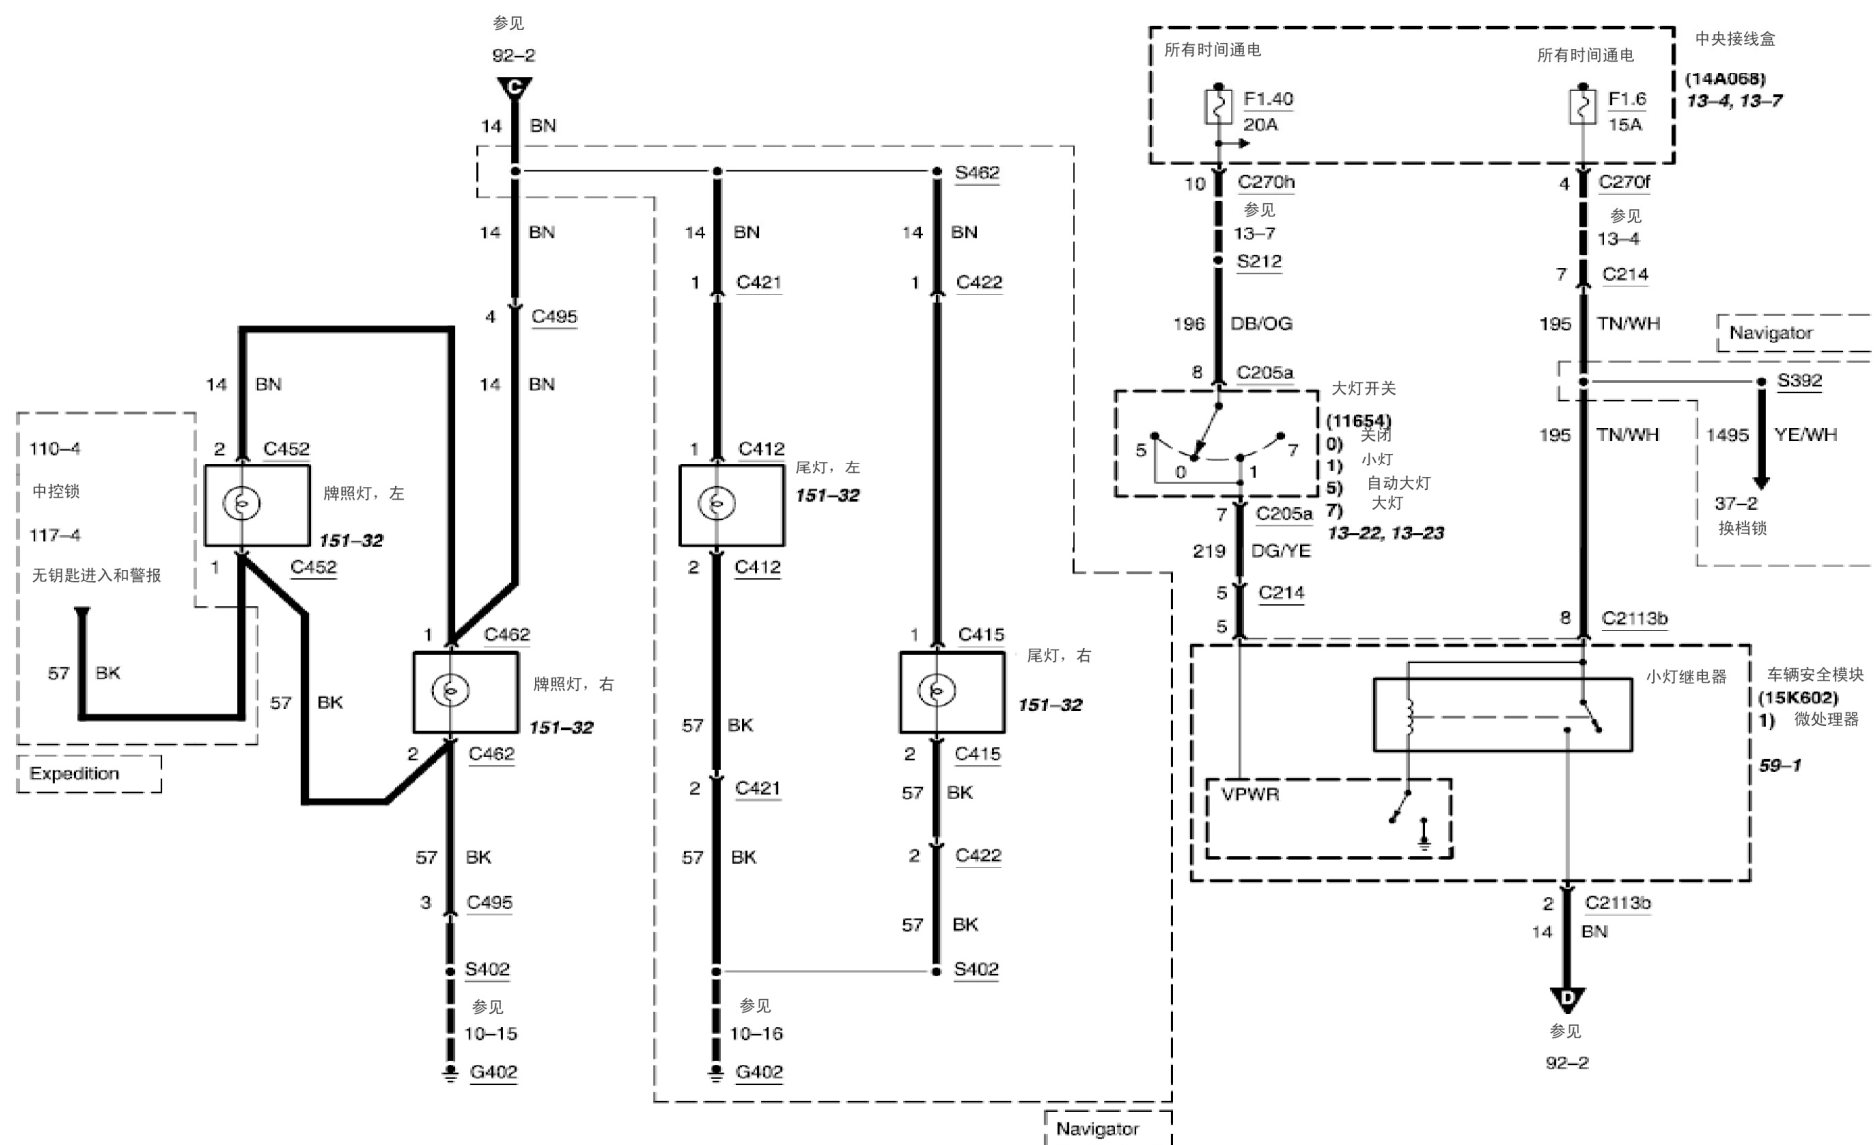 参见
92–2
C
14 BN
S462
14 BN
14 BN
14 BN
1 C421
1 C422
4 C495
14 BN
14 BN
110–4
中控锁
117–4
无钥匙进入和警报
2 C452
牌照灯，左
151–32
1 C452
57 BK
57 BK
Expedition
1 C462
牌照灯，右
151–32
2 C462
57 BK
3 C495
S402
参见
10–15
G402
1 C412
尾灯，左
151–32
2 C412
57 BK
2 C421
57 BK
参见
10–16
G402
1 C415
尾灯，右
151–32
2 C415
57 BK
2 C422
57 BK
S402
Navigator
所有时间通电
所有时间通电
中央接线盒
(14A068)
13–4, 13–7
F1.40
20A
F1.6
15A
10 C270h
4 C270f
参见
13–7
S212
参见
13–4
7 C214
196 DB/OG
195 TN/WH
Navigator
8 C205a
S392
大灯开关
(11654)
0) 关闭
1) 小灯
5) 自动大灯
7) 大灯
13–22, 13–23
5 0 1 7
195 TN/WH
1495 YE/WH
37–2
换档锁
7 C205a
219 DG/YE
5 C214
5
8 C2113b
小灯继电器
车辆安全模块
(15K602)
1) 微处理器
59–1
VPWR
2 C2113b
14 BN
D
参见
92–2